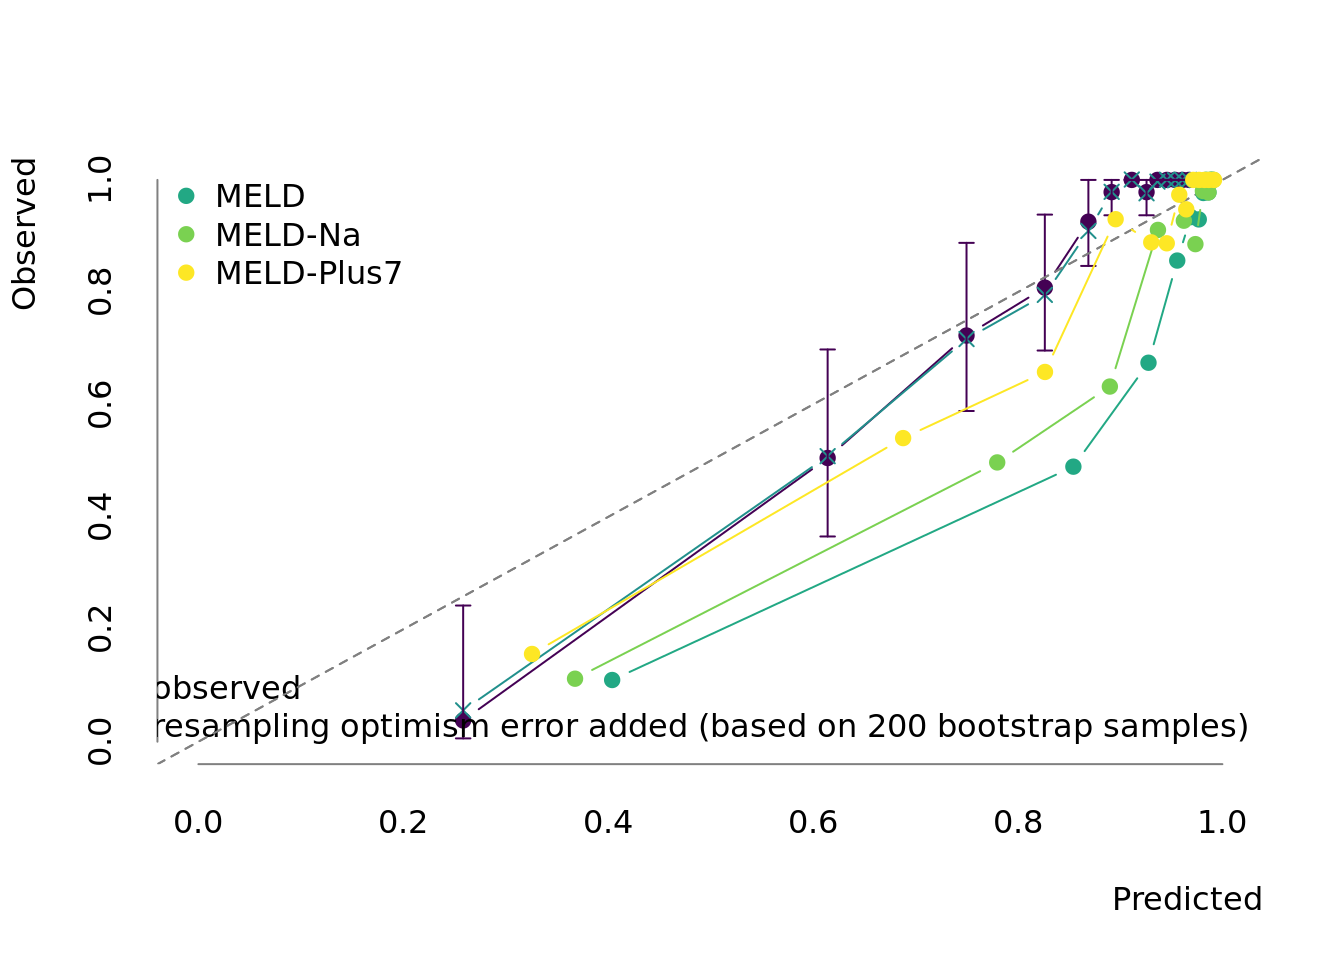 Observed
1.0
0.8
0.6
0.4
0.2
0.0
MELD
MELD-Na
MELD-Plus7
observed
resampling optimism error added (based on 200 bootstrap samples)
0.0 0.2 0.4 0.6 0.8 1.0
Predicted